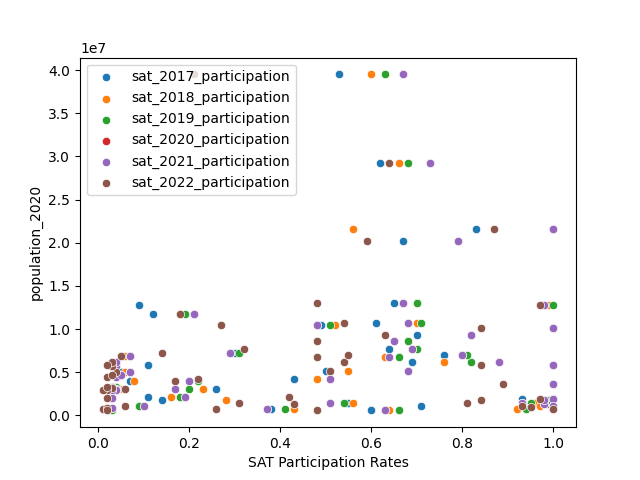 1e7
4.0
3.5
3.0
2.5
2.0
1.5
1.0
0.5
0.0
population_2020
sat_2017_participation
sat_2018_participation
sat_2019_participation
sat_2020_participation
sat_2021_participation
sat_2022_participation
0.0 0.2 0.4 0.6 0.8 1.0
SAT Participation Rates